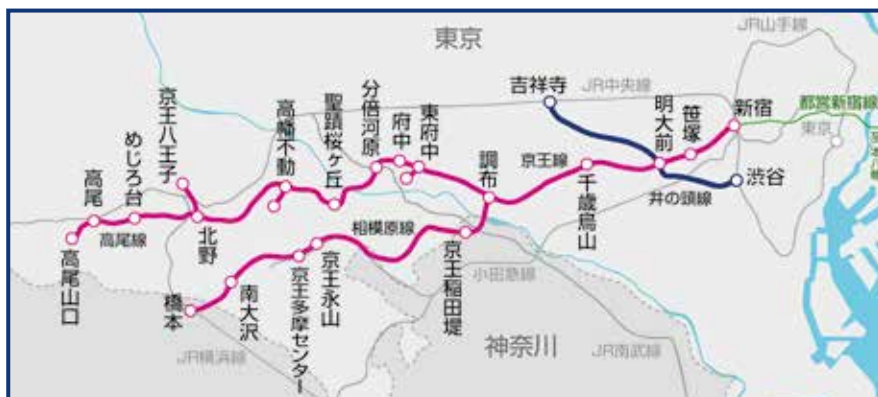 東京
JR山手線
吉祥寺
JR中央線
明大前
笹塚
新宿
都営新宿線
東京
渋谷
井の頭線
京王線
千歳烏山
調布
東府中
府中
分倍河原
聖蹟桜ヶ丘
高幡不動
京王八王子
めじろ台
高尾
高尾山口
高尾線
北野
相模原線
京王稲田堤
小田急線
京王永山
京王多摩センター
南大沢
橋本
JR横浜線
神奈川
JR南武線